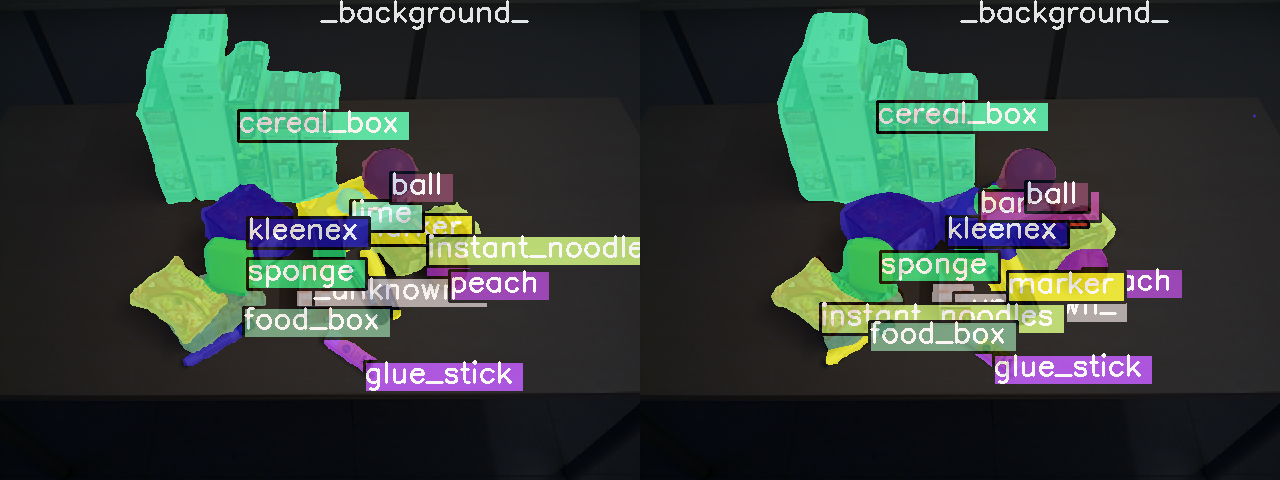 _background_
_background_
cereal_box
cereal_box
ball
ball
lime
kleenex
kleenex
instant_noodle
sponge
sponge
peach
marker
_unknown
food_box
instant_noodles
food_box
glue_stick
glue_stick